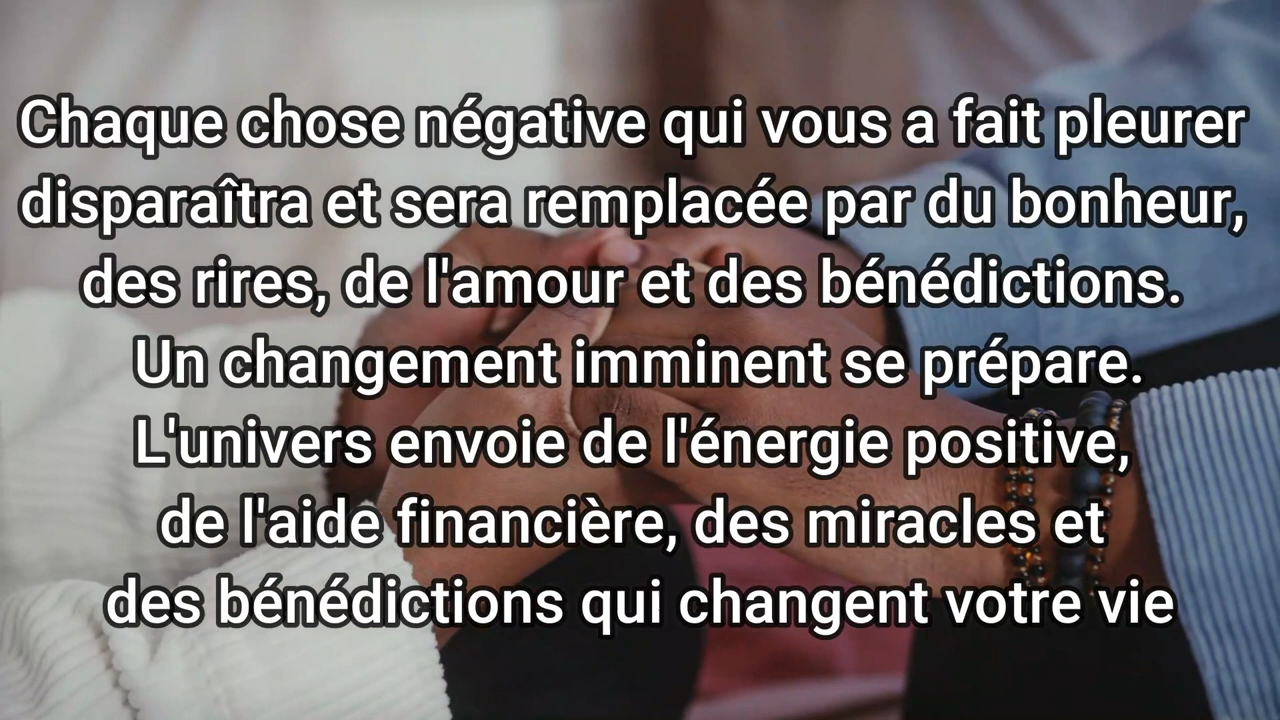 Chaque chose négative qui vous a fait pleurer
disparaîtra et sera remplacée par du bonheur,
des rires, de l'amour et des bénédictions.
Un changement imminent se prépare.
L'univers envoie de l'énergie positive,
de l'aide financière, des miracles et
des bénédictions qui changent votre vie